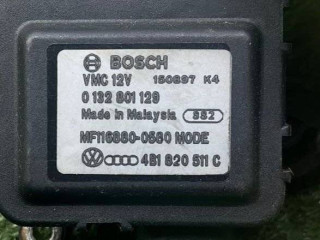 BOSCH
VMC 12V 150897 K4
0 132 801 129
Made in Malaysia 882
MF116880-0580 MODE
4B1 820 511 C